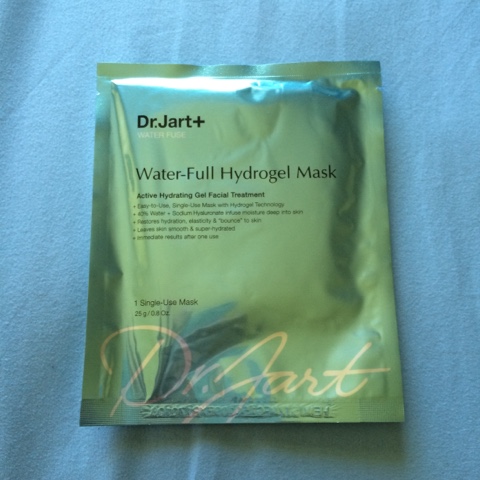 Dr.Jart+
WATER FUSE
Water-Full Hydrogel Mask
Active Hydrating Gel Facial Treatment
• Easy-to-Use, Single-Use Mask with Hydrogel Technology
• 40% Water + Sodium Hyaluronate infuse moisture deep into skin
• Restores hydration, elasticity & "bounce" to skin
• Leaves skin smooth & super-hydrated
• Immediate results after one use
1 Single-Use Mask
25 g / 0.8 Oz.
Dr.Jart